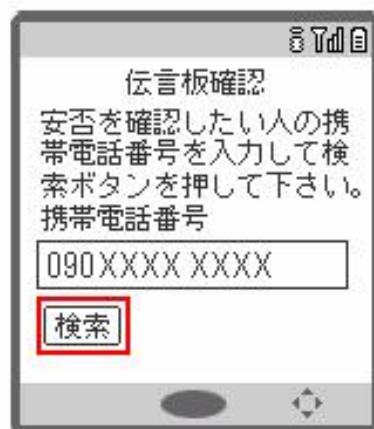 伝言板確認
安否を確認したい人の携
帯電話番号を入力して検
索ボタンを押して下さい。
携帯電話番号
090XXXX XXXX
検索